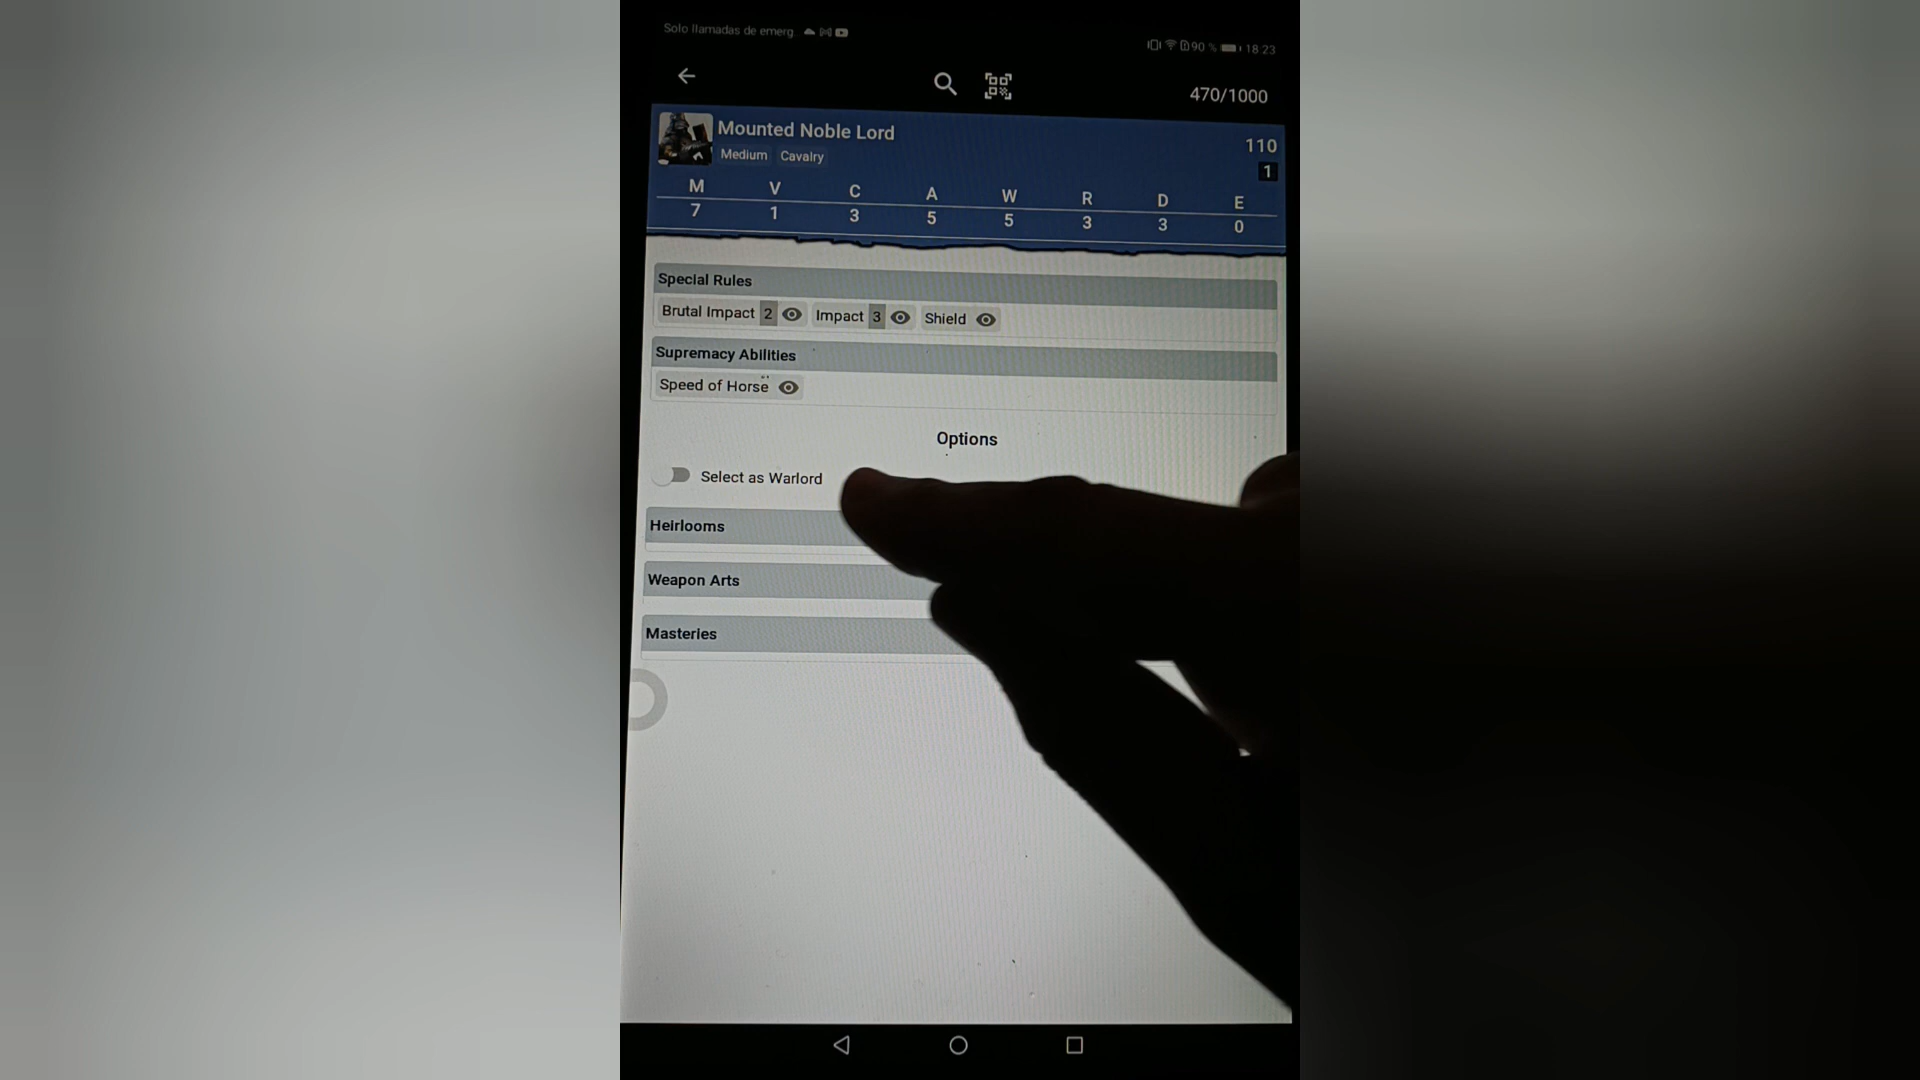 Solo llamadas de emerg
90 % 18:23
470/1000
Mounted Noble Lord
110
Medium Cavalry
1
M V C A W R D E
7 1 3 5 5 3 3 0
Special Rules
Brutal Impact 2 Impact 3 Shield
Supremacy Abilities
Speed of Horse
Options
Select as Warlord
Heirlooms
Weapon Arts
Masteries